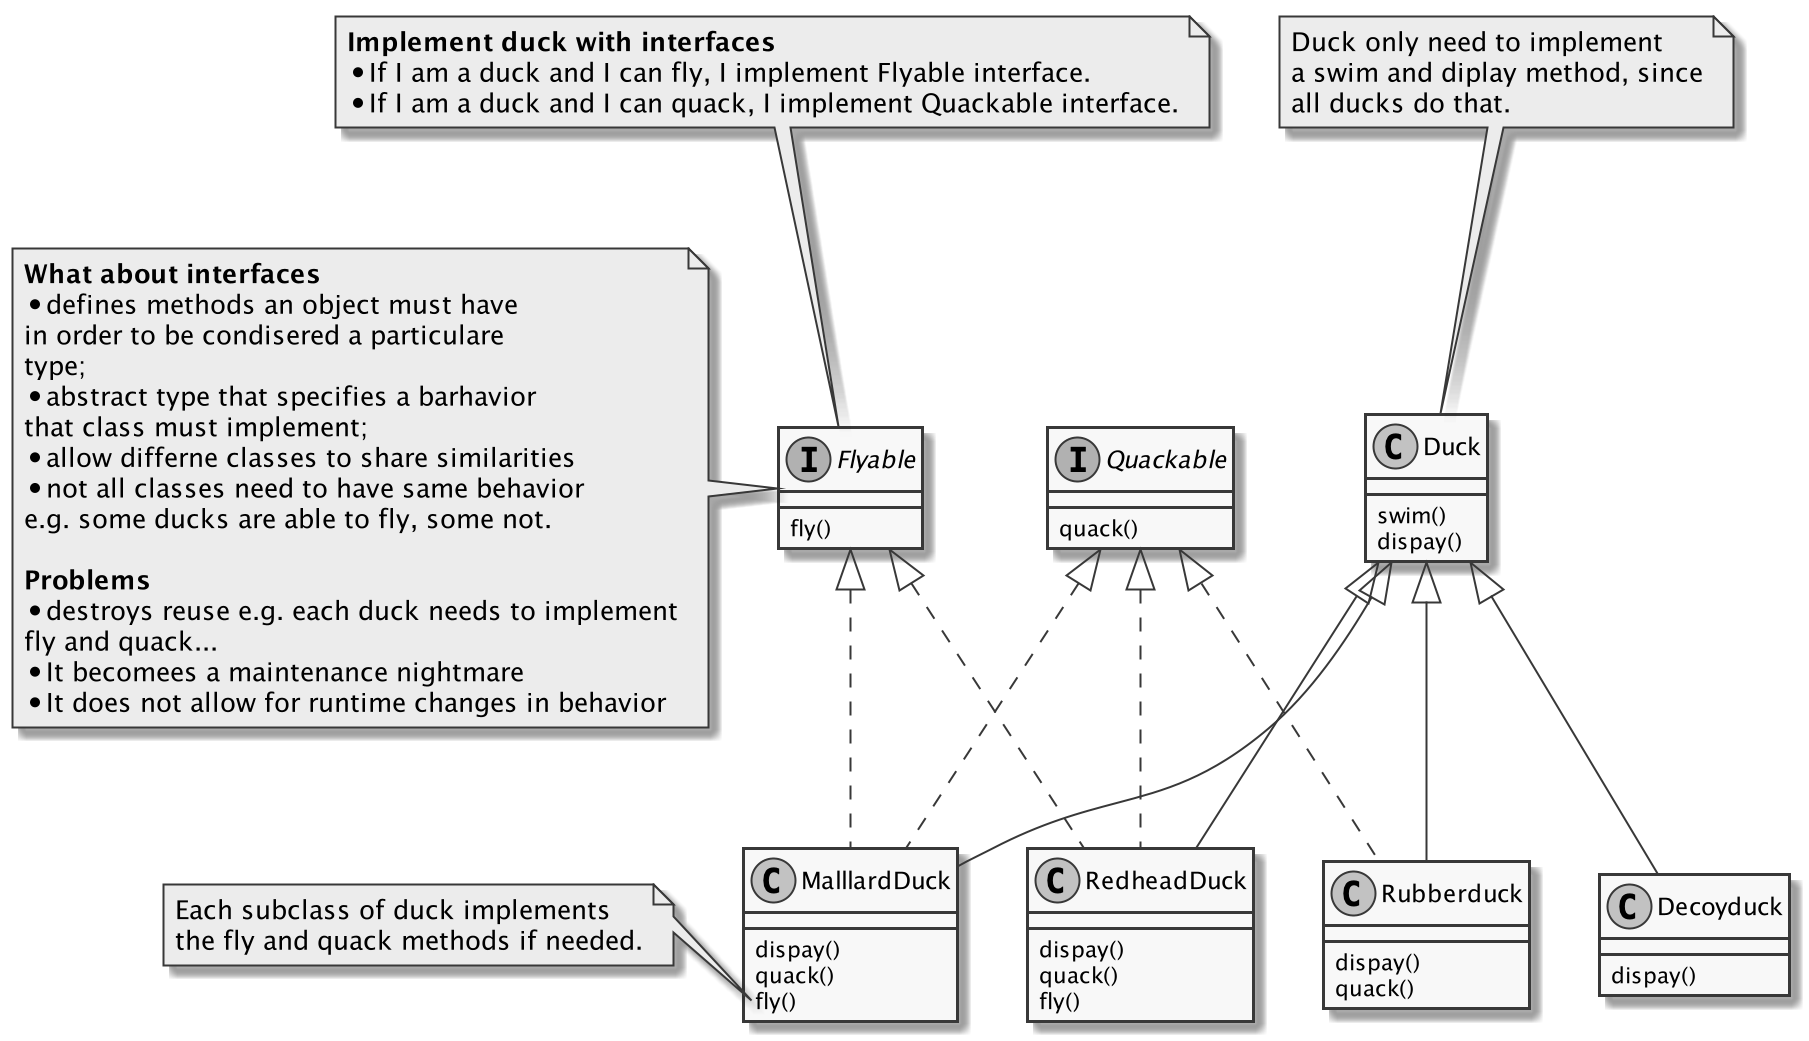 Implement duck with interfaces
•If I am a duck and I can fly, I implement Flyable interface.
•If I am a duck and I can quack, I implement Quackable interface.
Duck only need to implement
a swim and diplay method, since
all ducks do that.
What about interfaces
•defines methods an object must have
in order to be condisered a particulare
type;
•abstract type that specifies a barhavior
that class must implement;
•allow differne classes to share similarities
•not all classes need to have same behavior
e.g. some ducks are able to fly, some not.
Problems
•destroys reuse e.g. each duck needs to implement
fly and quack...
•It becomees a maintenance nightmare
•It does not allow for runtime changes in behavior
I Flyable
fly()
I Quackable
quack()
C Duck
swim()
dispay()
Each subclass of duck implements
the fly and quack methods if needed.
C MalllardDuck
dispay()
quack()
fly()
C RedheadDuck
dispay()
quack()
fly()
C Rubberduck
dispay()
quack()
C Decoyduck
dispay()